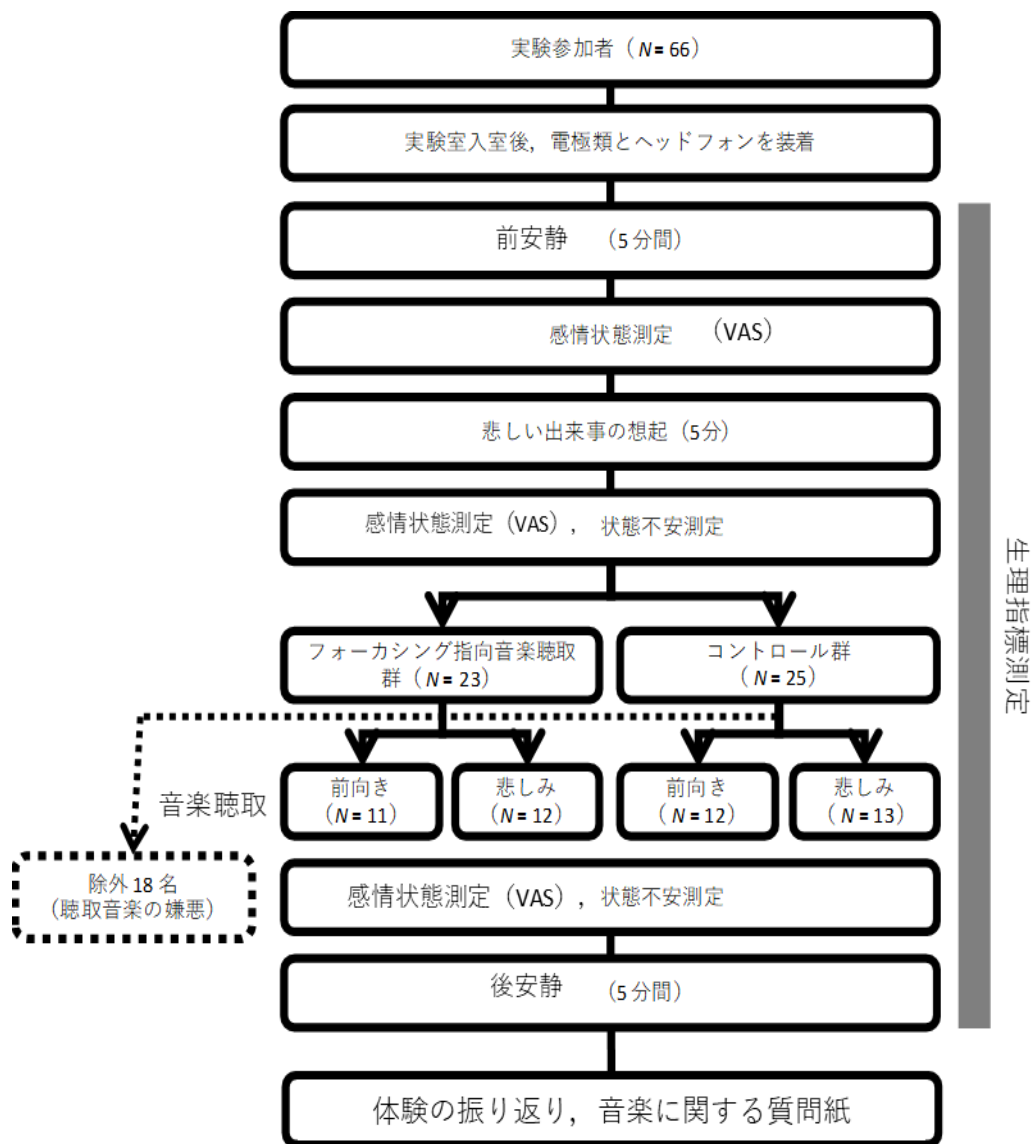 実験参加者（N = 66）
実験室入室後，電極類とヘッドフォンを装着
前安静 （5分間）
感情状態測定 （VAS）
悲しい出来事の想起（5分）
感情状態測定（VAS），状態不安測定
フォーカシング指向音楽聴取
群（N = 23）
コントロール群
（N = 25）
音楽聴取
前向き
（N = 11）
悲しみ
（N = 12）
前向き
（N = 12）
悲しみ
（N = 13）
除外 18 名
（聴取音楽の嫌悪）
感情状態測定（VAS），状態不安測定
後安静 （5分間）
体験の振り返り，音楽に関する質問紙
生理指標測定